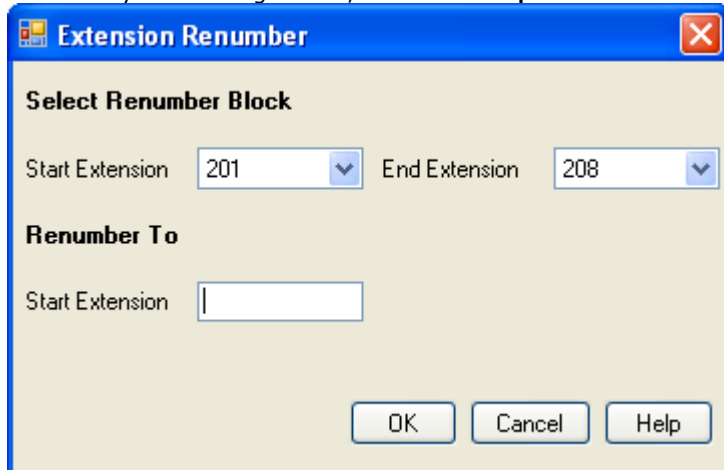 Extension Renumber
Select Renumber Block
Start Extension 201 End Extension 208
Renumber To
Start Extension
OK Cancel Help